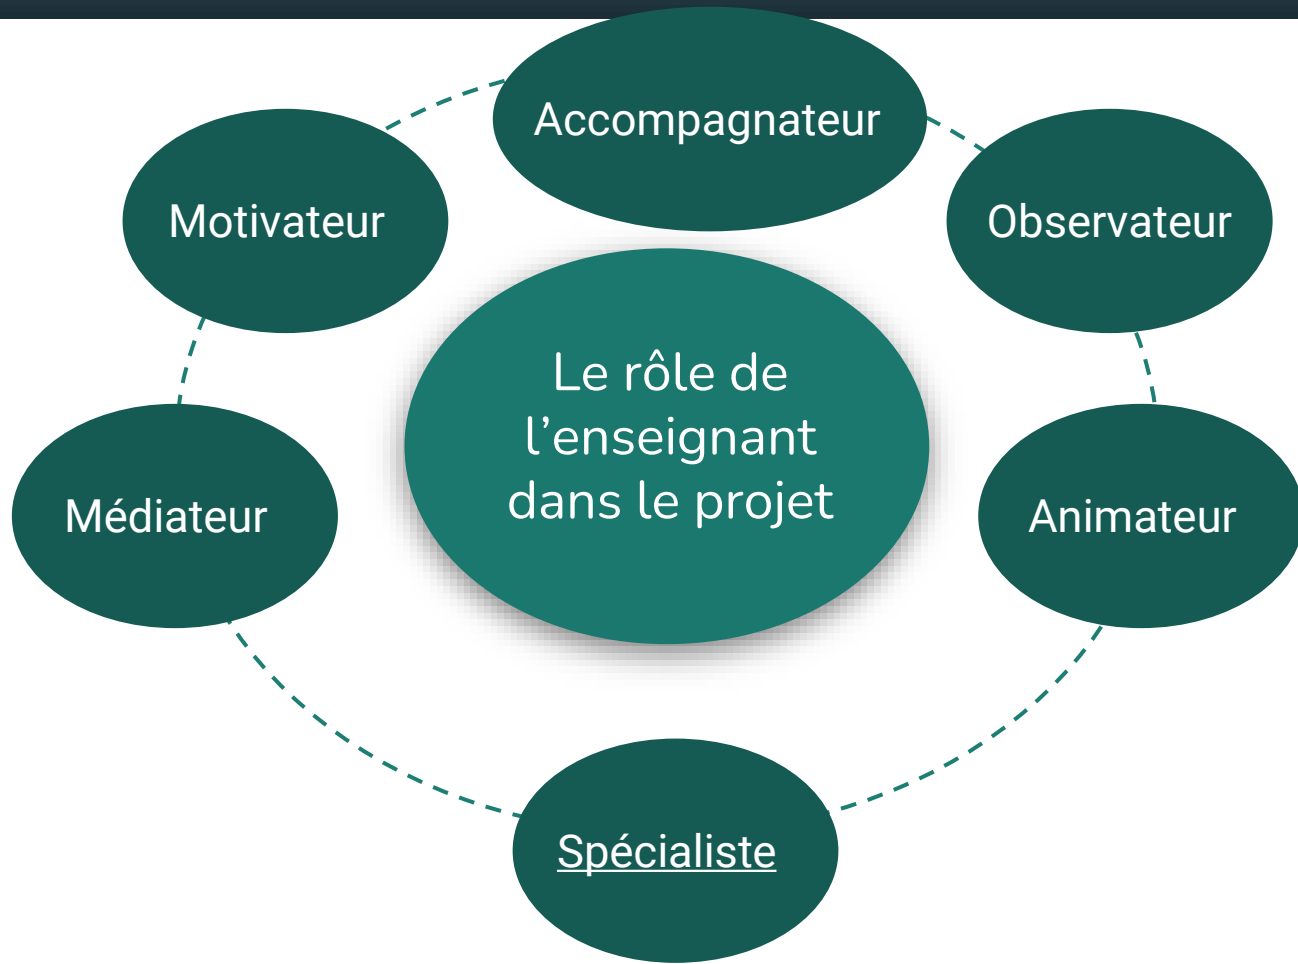 Accompagnateur
Motivateur
Observateur
Le rôle de
l’enseignant
dans le projet
Médiateur
Animateur
Spécialiste